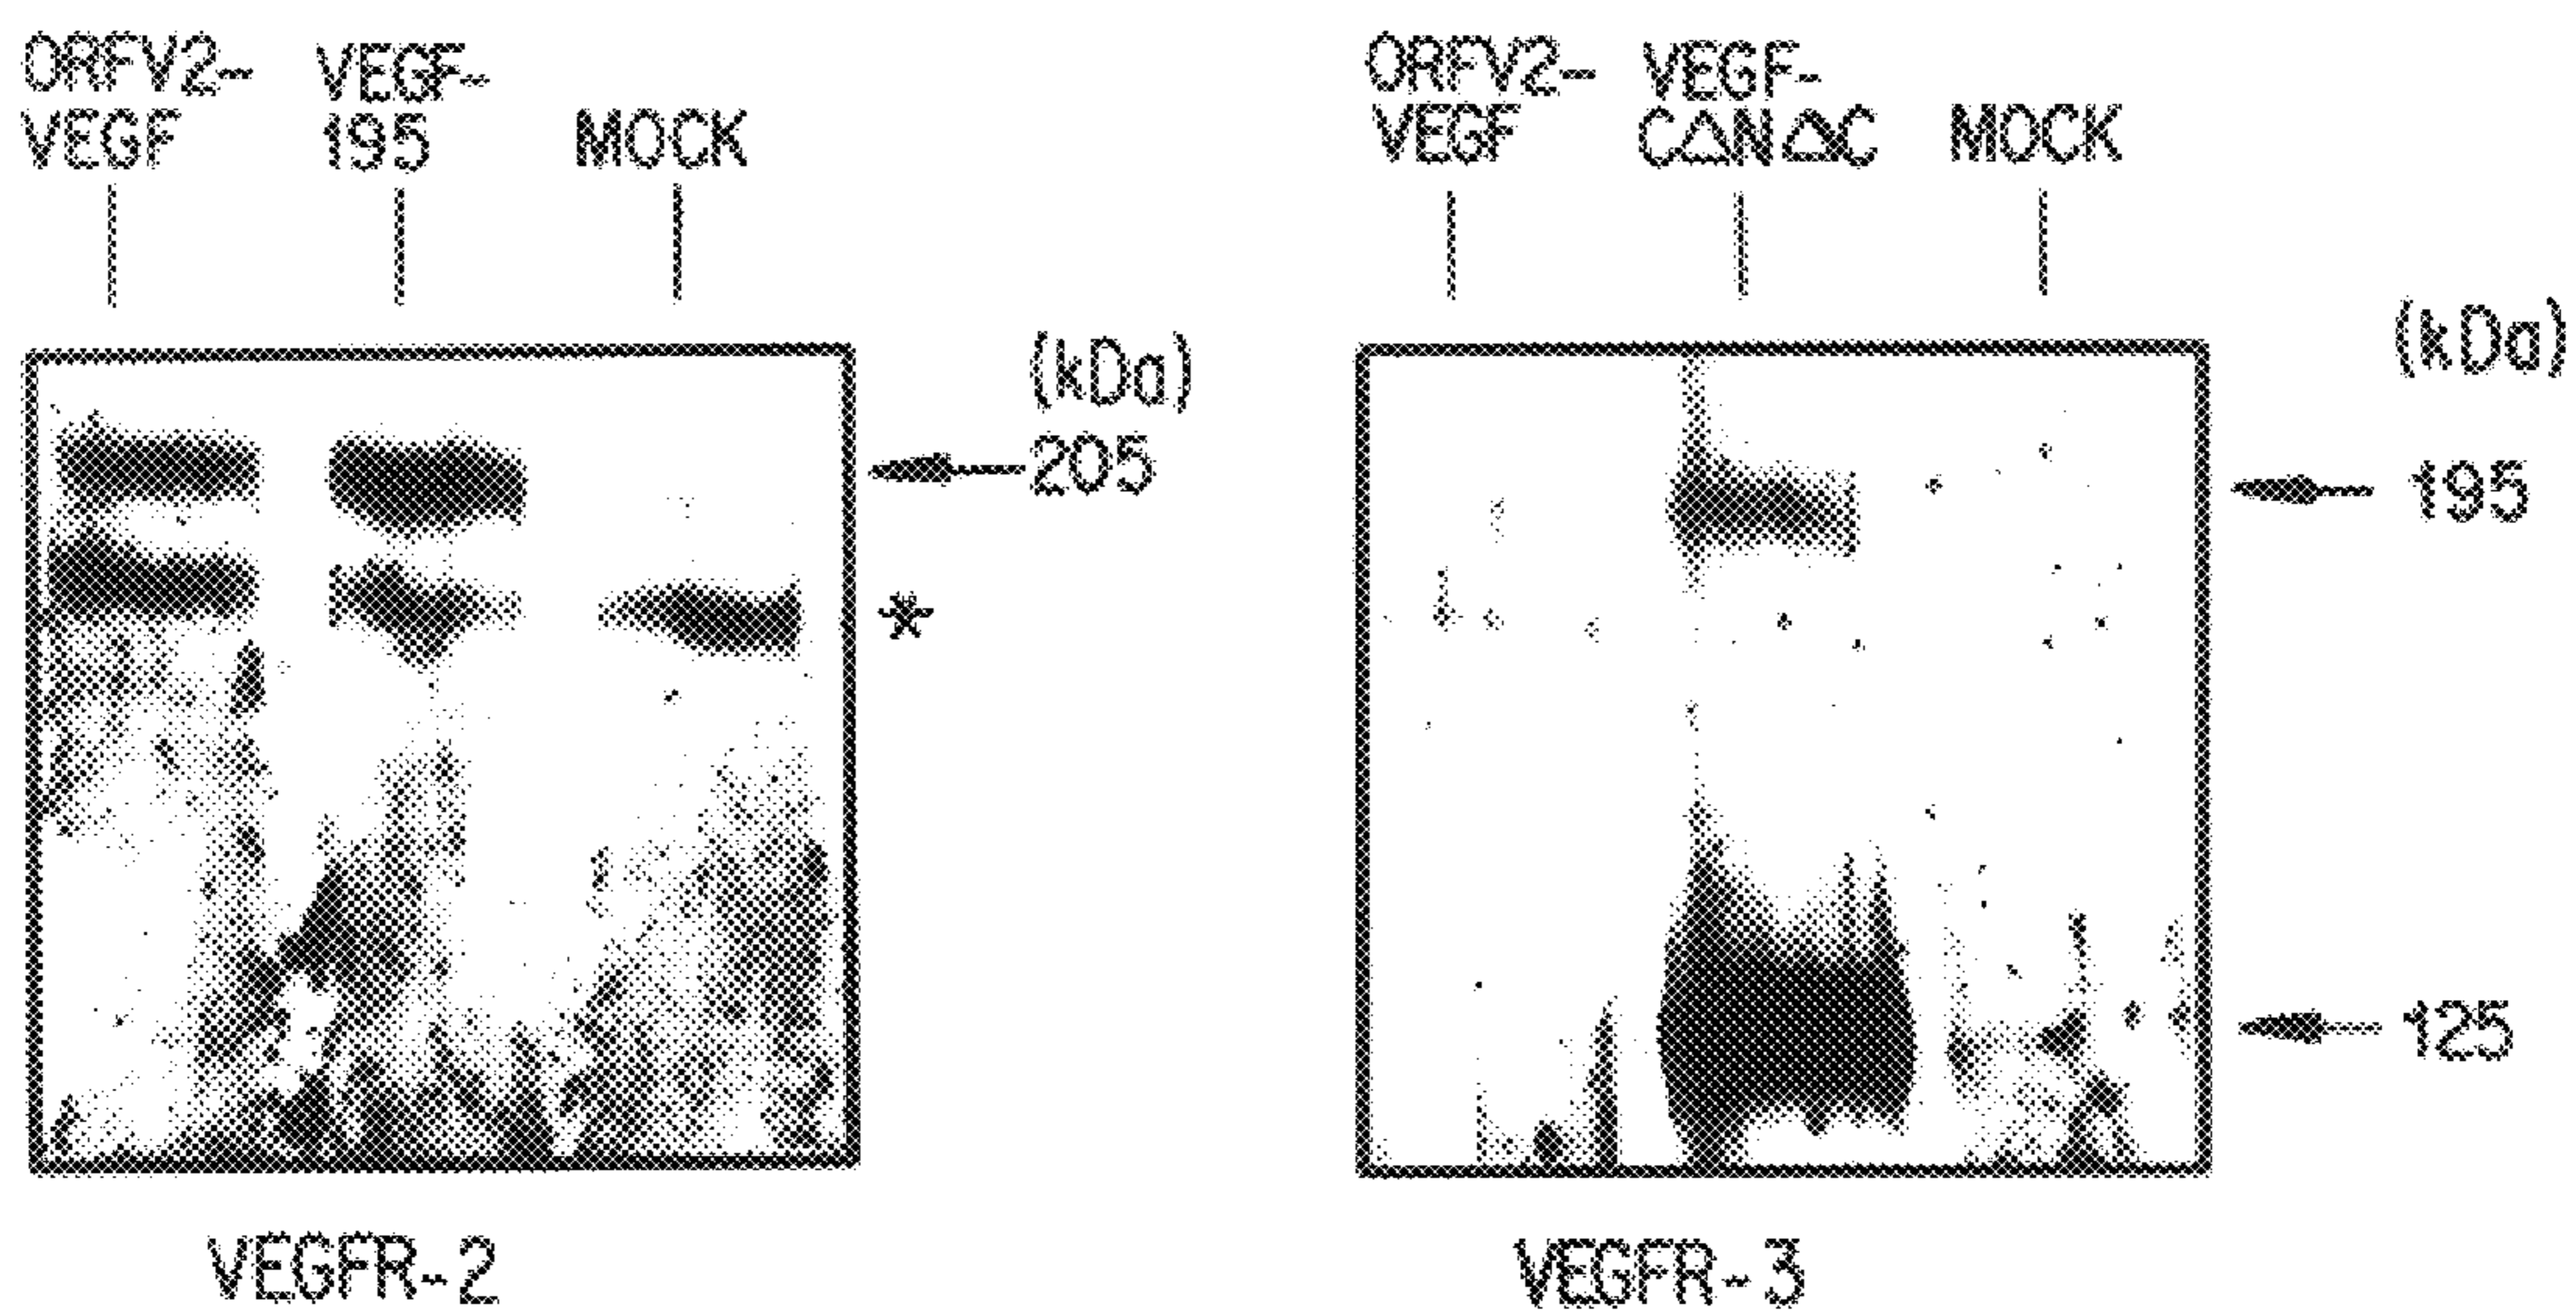 ORFV2-
VEGF
VEGF-
195
MOCK
(kDa)
205
*
VEGFR-2
ORFV2-
VEGF
VEGF-
CΔNΔC
MOCK
(kDa)
195
125
VEGFR-3